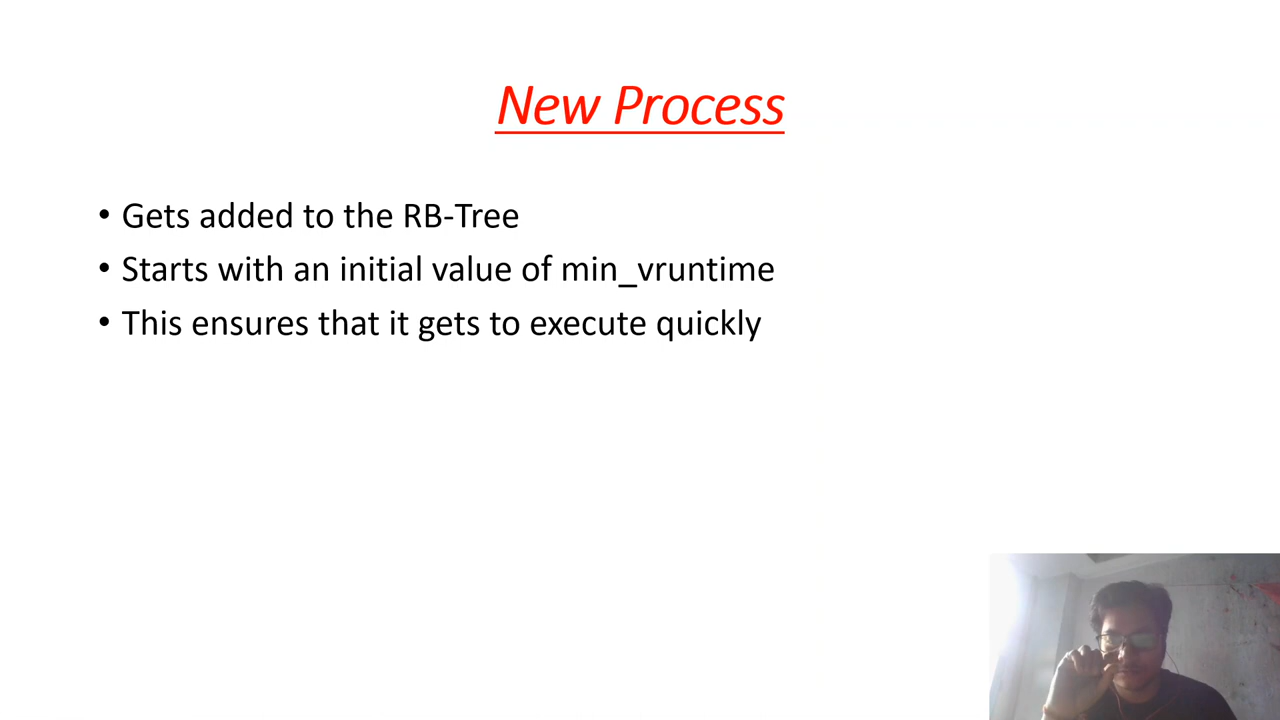 New Process
• Gets added to the RB-Tree
• Starts with an initial value of min_vruntime
• This ensures that it gets to execute quickly